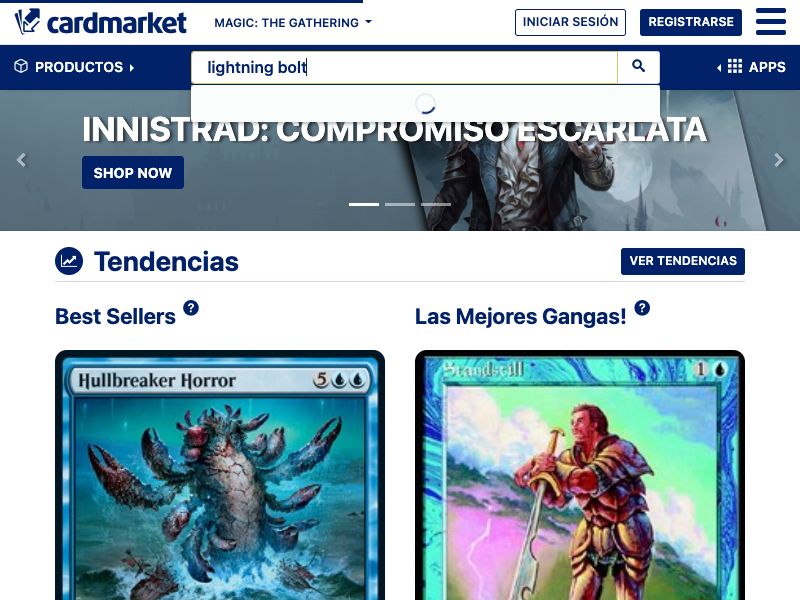 cardmarket
MAGIC: THE GATHERING
INICIAR SESIÓN
REGISTRARSE
PRODUCTOS
lightning bolt
APPS
INNISTRAD: COMPROMISO ESCARLATA
SHOP NOW
Tendencias
VER TENDENCIAS
Best Sellers ?
Las Mejores Gangas! ?
Hullbreaker Horror 5
Standstill 1